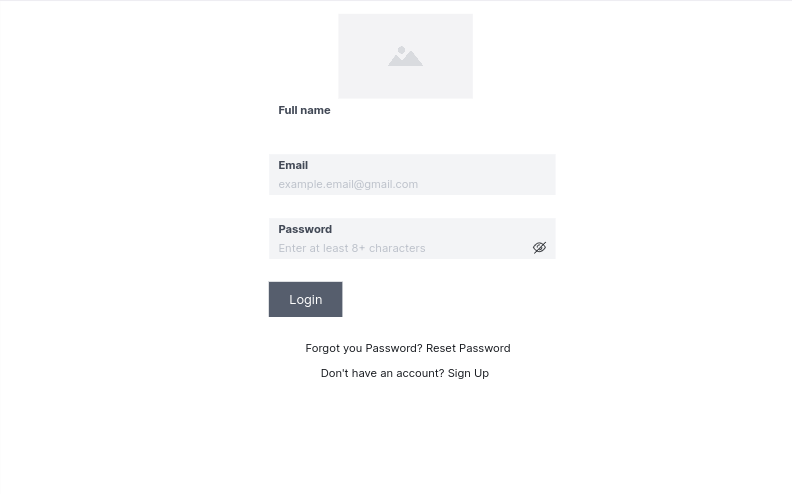 Full name
Email
example.email@gmail.com
Password
Enter at least 8+ characters
Login
Forgot you Password? Reset Password
Don't have an account? Sign Up